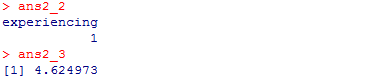 > ans2_2
experiencing
1
> ans2_3
[1] 4.624973